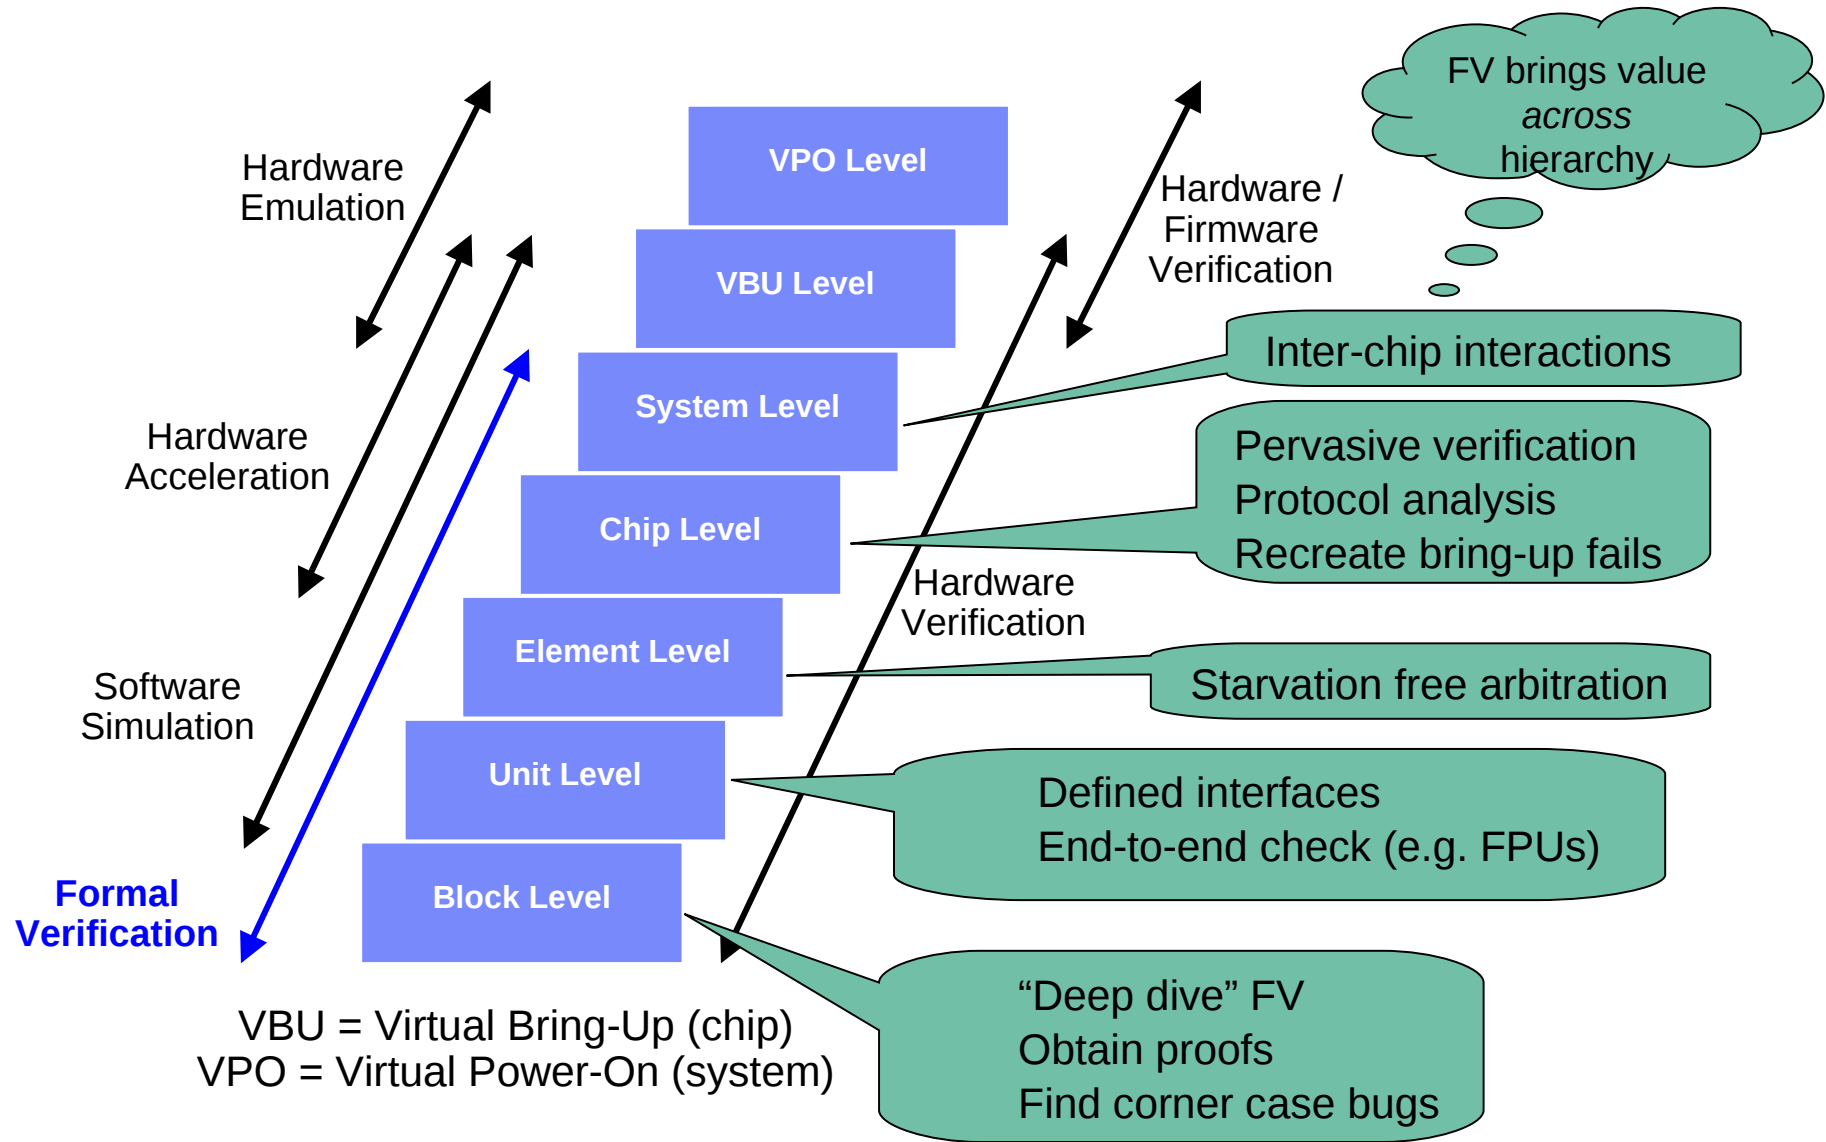 FV brings value
across
hierarchy
VPO Level
Hardware
Emulation
Hardware /
Firmware
Verification
VBU Level
Inter-chip interactions
System Level
Hardware
Acceleration
Pervasive verification
Protocol analysis
Recreate bring-up fails
Chip Level
Hardware
Verification
Element Level
Starvation free arbitration
Software
Simulation
Unit Level
Defined interfaces
End-to-end check (e.g. FPUs)
Formal
Verification
Block Level
“Deep dive” FV
Obtain proofs
Find corner case bugs
VBU = Virtual Bring-Up (chip)
VPO = Virtual Power-On (system)